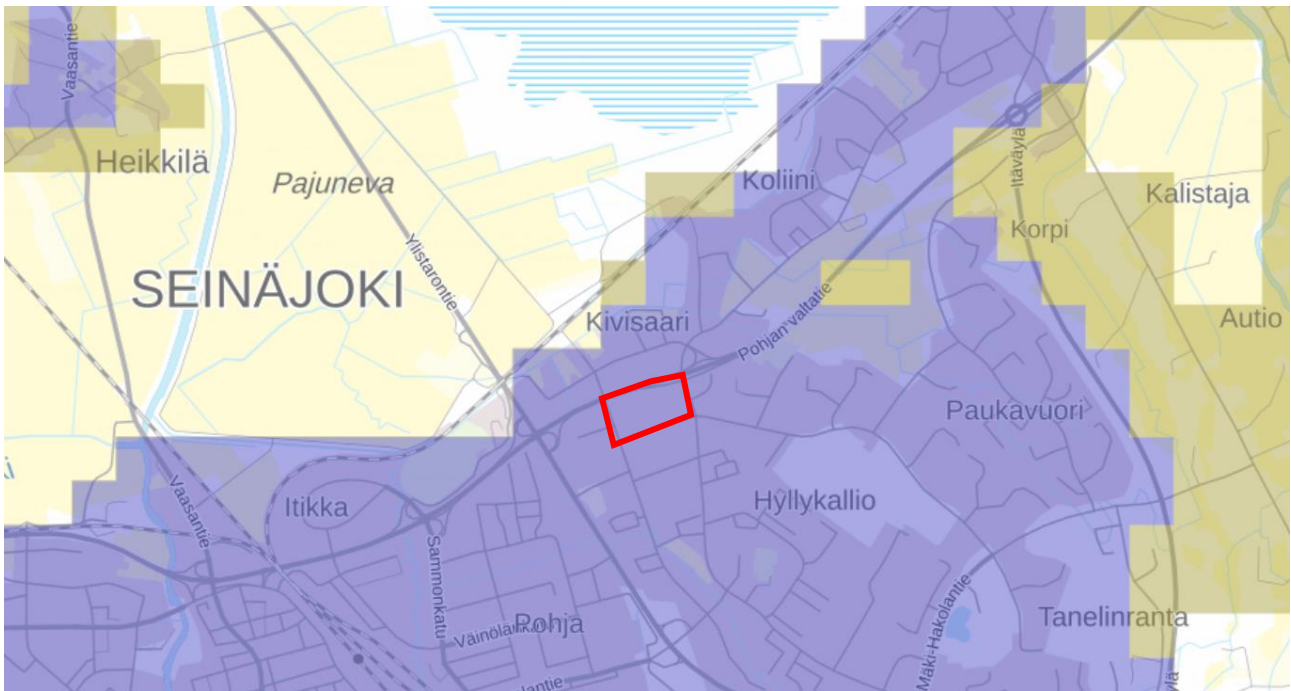 Vaasantie
Heikkilä
Pajuneva
Koliini
Itäväylä
Kalistaja
Korpi
Ylistarontie
SEINÄJOKI
Kivisaari
Pohjan valtatie
Autio
Paukavuori
Vaasantie
Itikka
Hyllykallio
Sammonkatu
Pohja
Mäki-Hakolantie
Tanelinranta